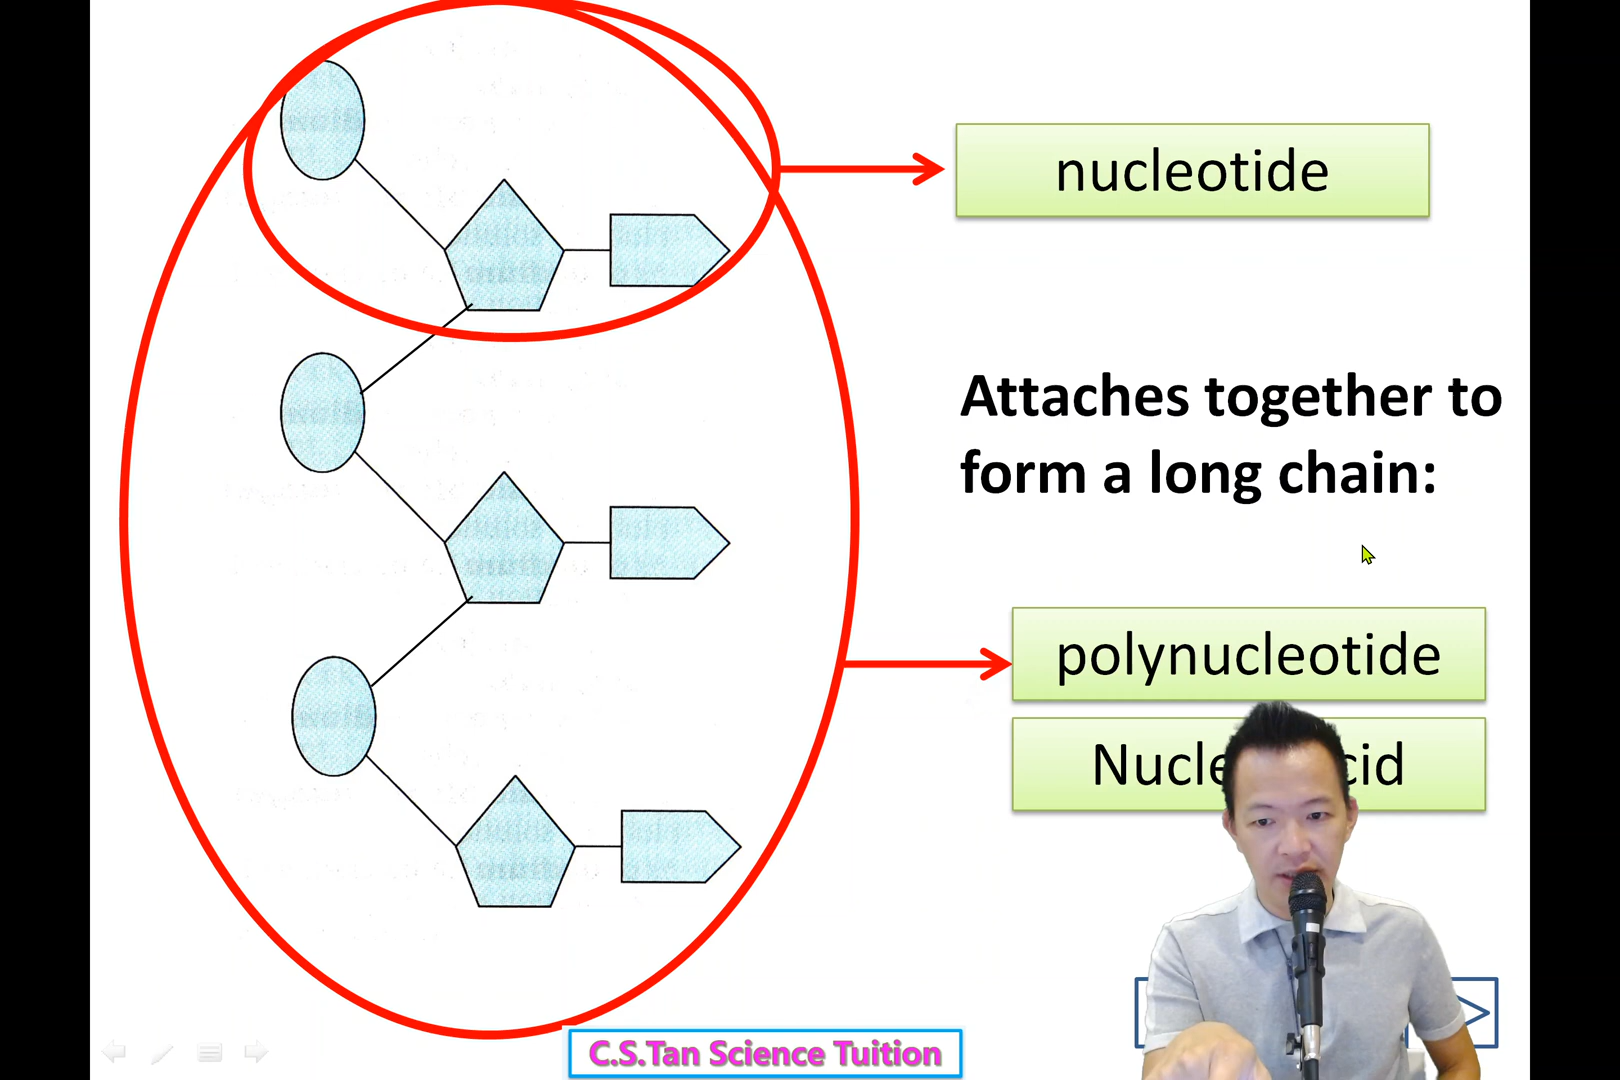 nucleotide
Attaches together to
form a long chain:
polynucleotide
C.S.Tan Science Tuition